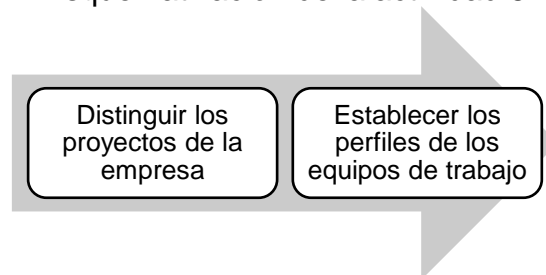 Distinguir los
proyectos de la
empresa
Establecer los
perfiles de los
equipos de trabajo